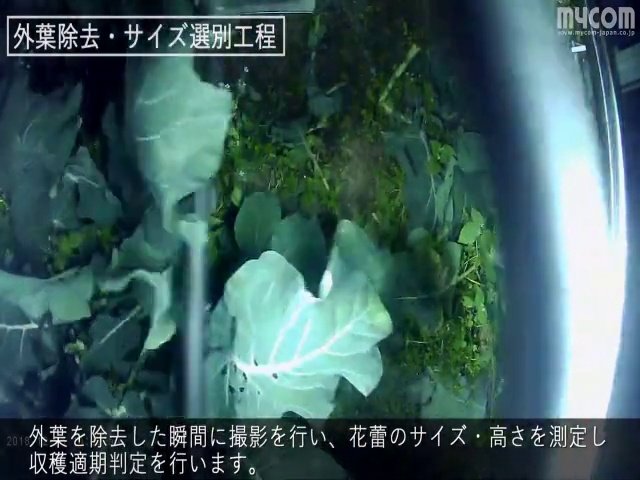 外葉除去・サイズ選別工程
mycom
www.mycom-japan.co.jp
2018
外葉を除去した瞬間に撮影を行い、花蕾のサイズ・高さを測定し
収穫適期判定を行います。